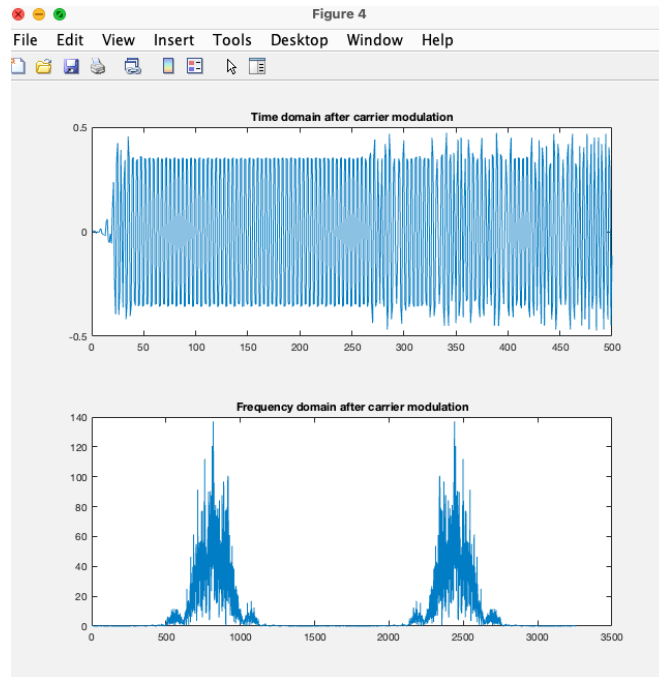 Figure 4
File Edit View Insert Tools Desktop Window Help
Time domain after carrier modulation
0.5
0
-0.5
0 50 100 150 200 250 300 350 400 450 500
Frequency domain after carrier modulation
140
120
100
80
60
40
20
0
0 500 1000 1500 2000 2500 3000 3500